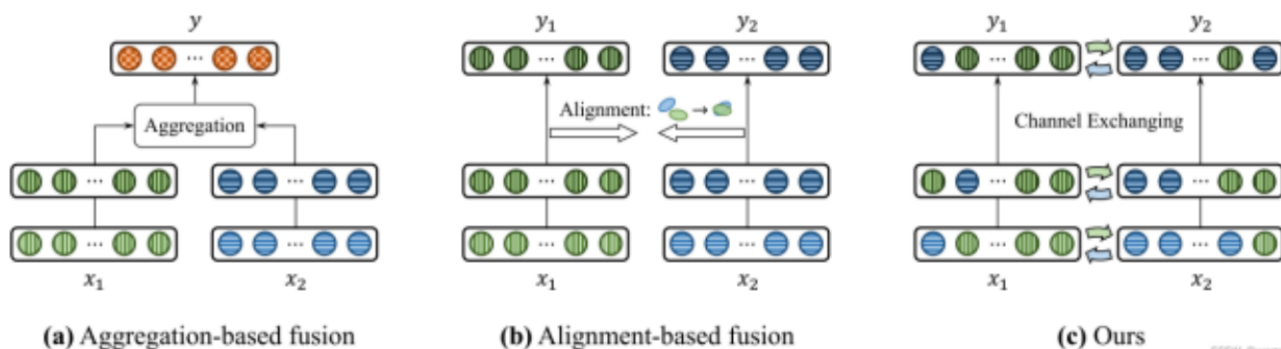 y
y₁
y₂
y₁
y₂
Aggregation
Alignment:
Channel Exchanging
x₁
x₂
x₁
x₂
x₁
x₂
(a) Aggregation-based fusion
(b) Alignment-based fusion
(c) Ours